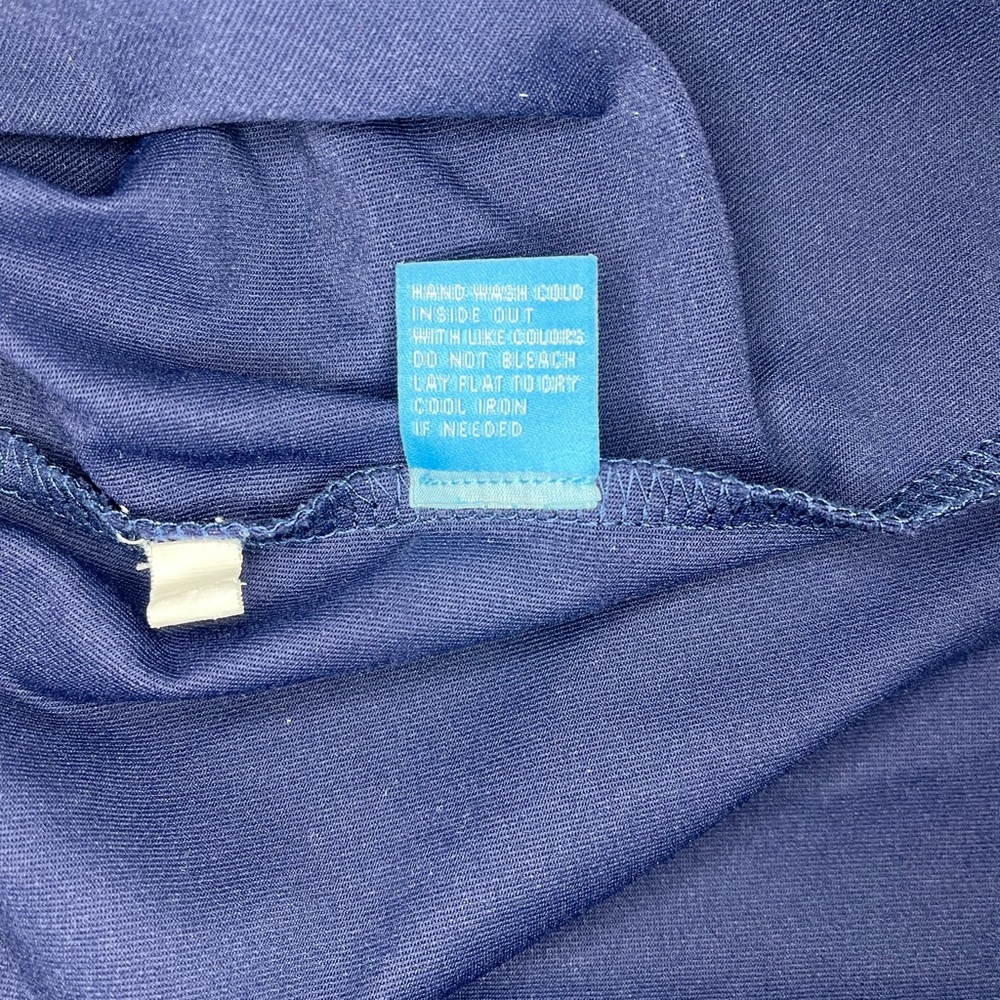 HAND WASH COLD
INSIDE OUT
WITH LIKE COLORS
DO NOT BLEACH
LAY FLAT TO DRY
COOL IRON
IF NEEDED